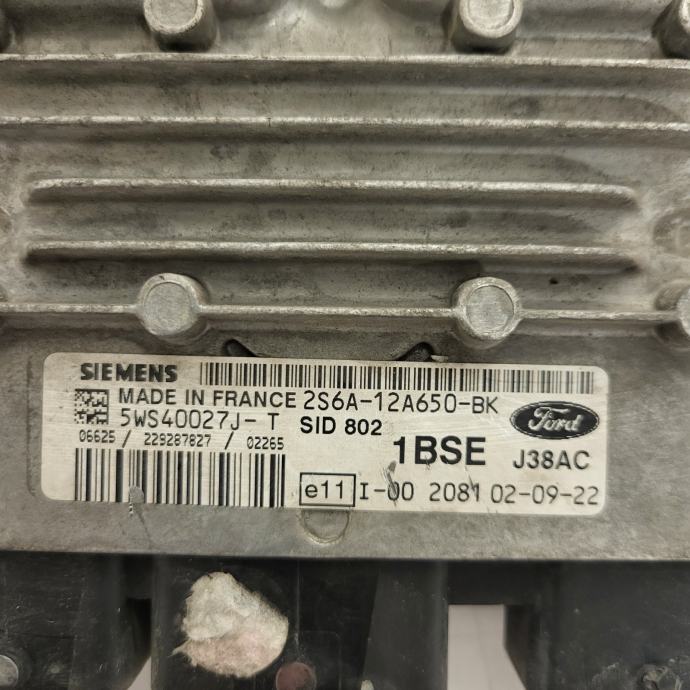 SIEMENS
MADE IN FRANCE 2S6A-12A650-BK
5WS40027J-T SID 802
Ford
06625 / 229287827 / 02265
1BSE J38AC
e11 I-00 2081 02-09-22